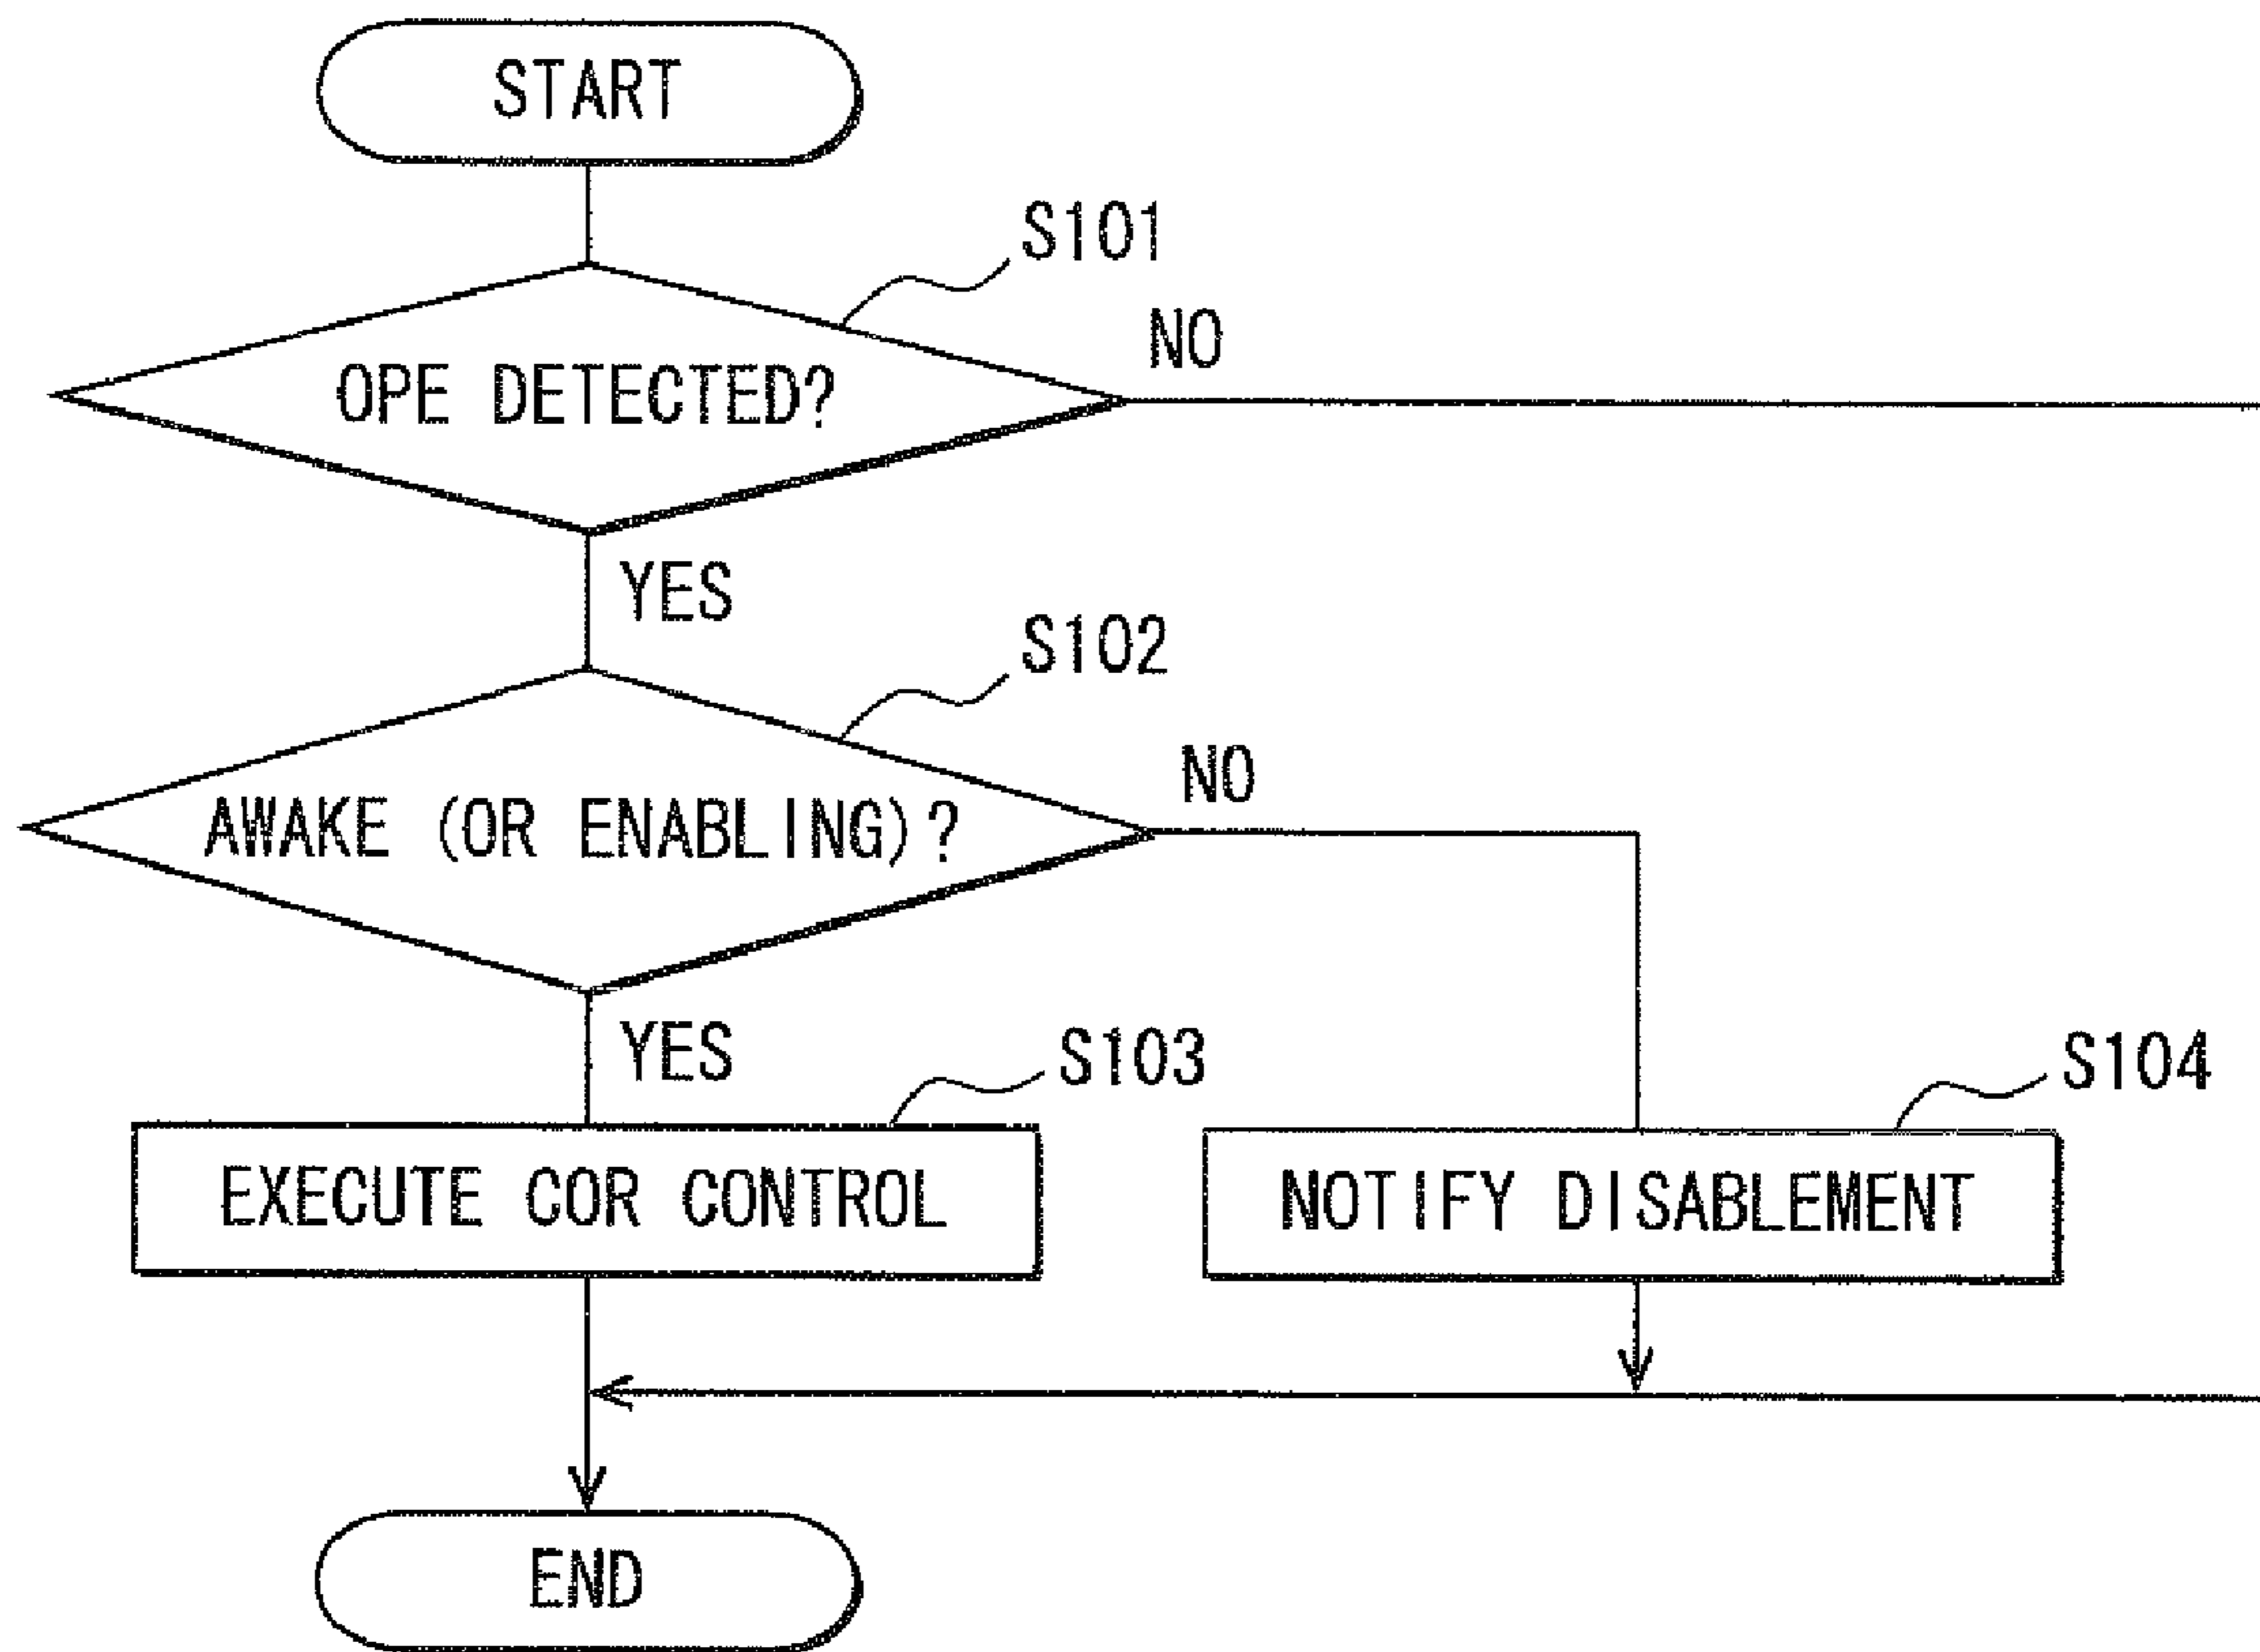 START
S101
OPE DETECTED?
NO
YES
S102
AWAKE (OR ENABLING)?
NO
YES
S103
S104
EXECUTE COR CONTROL
NOTIFY DISABLEMENT
END